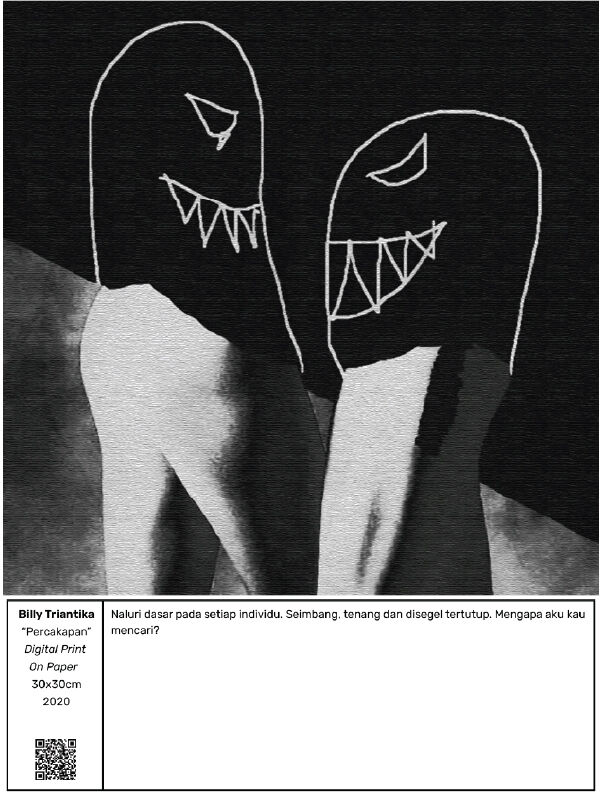 Billy Triantika
"Percakapan"
Digital Print
On Paper
30x30cm
2020
Naluri dasar pada setiap individu. Seimbang, tenang dan disegel tertutup. Mengapa aku kau
mencari?